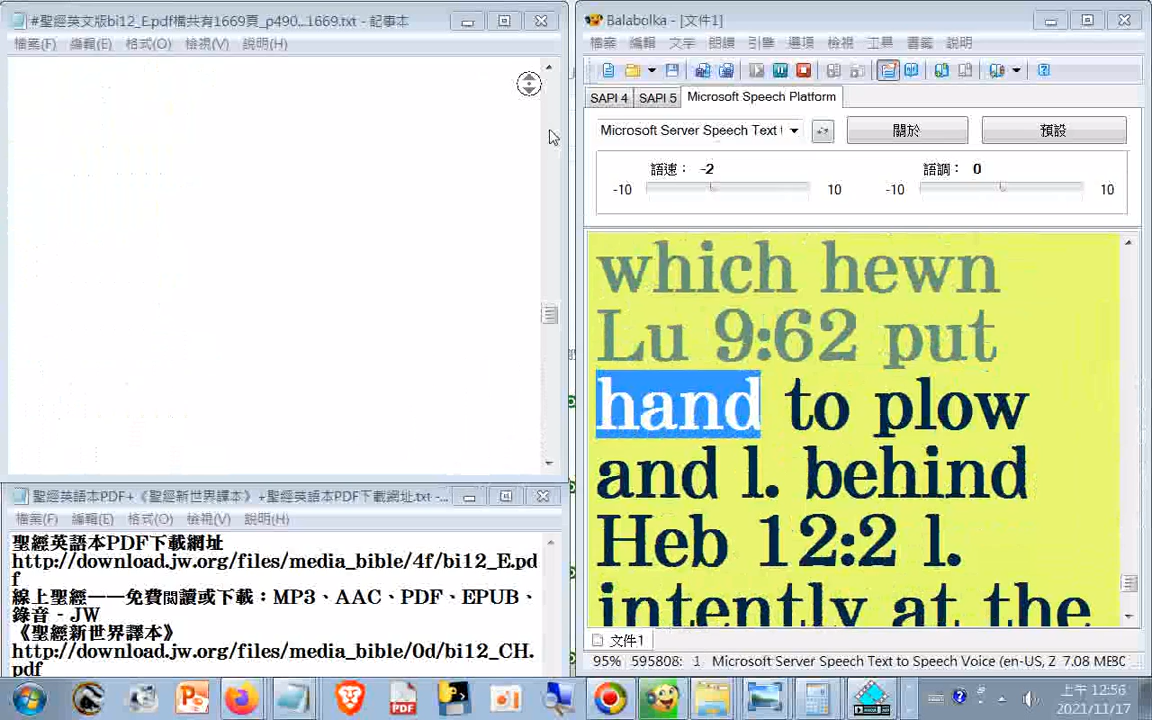 #聖經英文版bi12_E.pdf檔共有1669頁_p490...1669.txt - 記事本
檔案(F) 編輯(E) 格式(O) 檢視(V) 說明(H)
聖經英語本PDF+《聖經新世界譯本》+聖經英語本PDF下載網址.txt -...
檔案(F) 編輯(E) 格式(O) 檢視(V) 說明(H)
聖經英語本PDF下載網址
http://download.jw.org/files/media_bible/4f/bi12_E.pd
f
線上聖經——免費閱讀或下載：MP3、AAC、PDF、EPUB、
錄音 - JW
《聖經新世界譯本》
http://download.jw.org/files/media_bible/0d/bi12_CH.
pdf
Balabolka - [文件1]
檔案 編輯 文字 朗讀 引擎 選項 檢視 工具 書籤 說明
SAPI 4 SAPI 5 Microsoft Speech Platform
Microsoft Server Speech Text 關於 預設
語速： -2 語調： 0
-10 10 -10 10
which hewn
Lu 9:62 put
hand to plow
and l. behind
Heb 12:2 l.
intently at the
文件1
95% 595808: 1 Microsoft Server Speech Text to Speech Voice (en-US, Z 7.08 MB
上午 12:56
2021/11/17